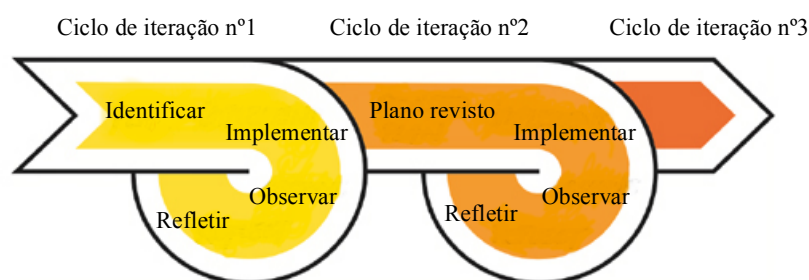 Ciclo de iteração nº1
Ciclo de iteração nº2
Ciclo de iteração nº3
Identificar
Implementar
Observar
Refletir
Plano revisto
Implementar
Observar
Refletir